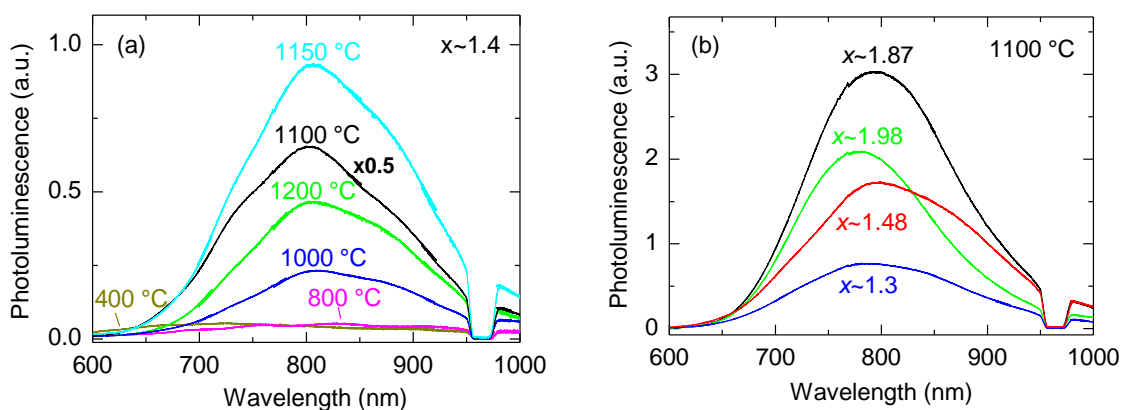 (a)
x~1.4
1150 °C
1100 °C
x0.5
1200 °C
1000 °C
400 °C
800 °C
0.0
0.5
1.0
Photoluminescence (a.u.)
600 700 800 900 1000
Wavelength (nm)
(b)
1100 °C
x~1.87
x~1.98
x~1.48
x~1.3
0
1
2
3
Photoluminescence (a.u.)
600 700 800 900 1000
Wavelength (nm)